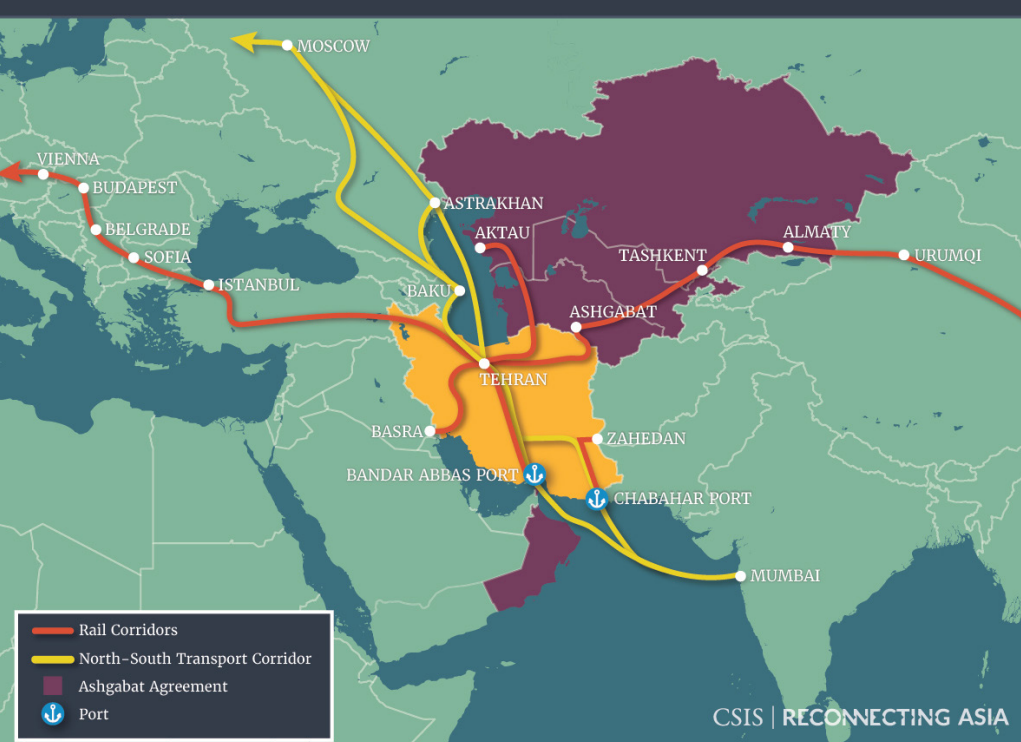 MOSCOW
VIENNA
BUDAPEST
ASTRAKHAN
BELGRADE
AKTAU
ALMATY
SOFIA
TASHKENT
URUMQI
ISTANBUL
BAKU
ASHGABAT
TEHRAN
BASRA
ZAHEDAN
BANDAR ABBAS PORT
CHABAHAR PORT
MUMBAI
Rail Corridors
North-South Transport Corridor
Ashgabat Agreement
Port
CSIS | RECONNECTING ASIA